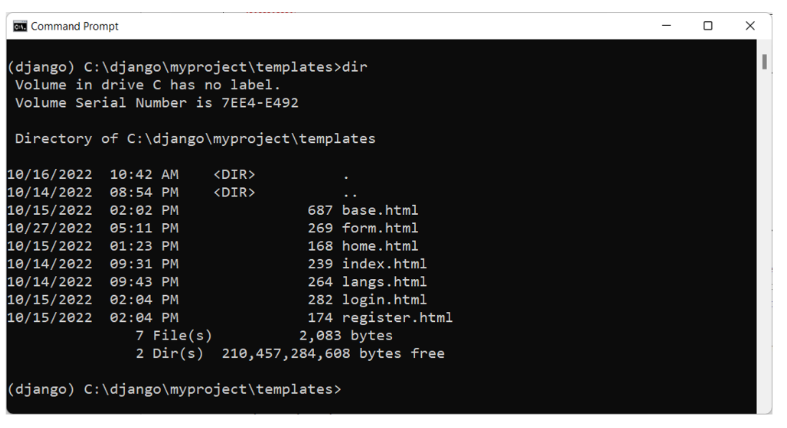 Command Prompt
(django) C:\django\myproject\templates>dir
 Volume in drive C has no label.
 Volume Serial Number is 7EE4-E492
 Directory of C:\django\myproject\templates
10/16/2022  10:42 AM    <DIR>          .
10/14/2022  08:54 PM    <DIR>          ..
10/15/2022  02:02 PM               687 base.html
10/27/2022  05:11 PM               269 form.html
10/15/2022  01:23 PM               168 home.html
10/14/2022  09:31 PM               239 index.html
10/14/2022  09:43 PM               264 langs.html
10/15/2022  02:04 PM               282 login.html
10/15/2022  02:04 PM               174 register.html
               7 File(s)          2,083 bytes
               2 Dir(s)  210,457,284,608 bytes free
(django) C:\django\myproject\templates>